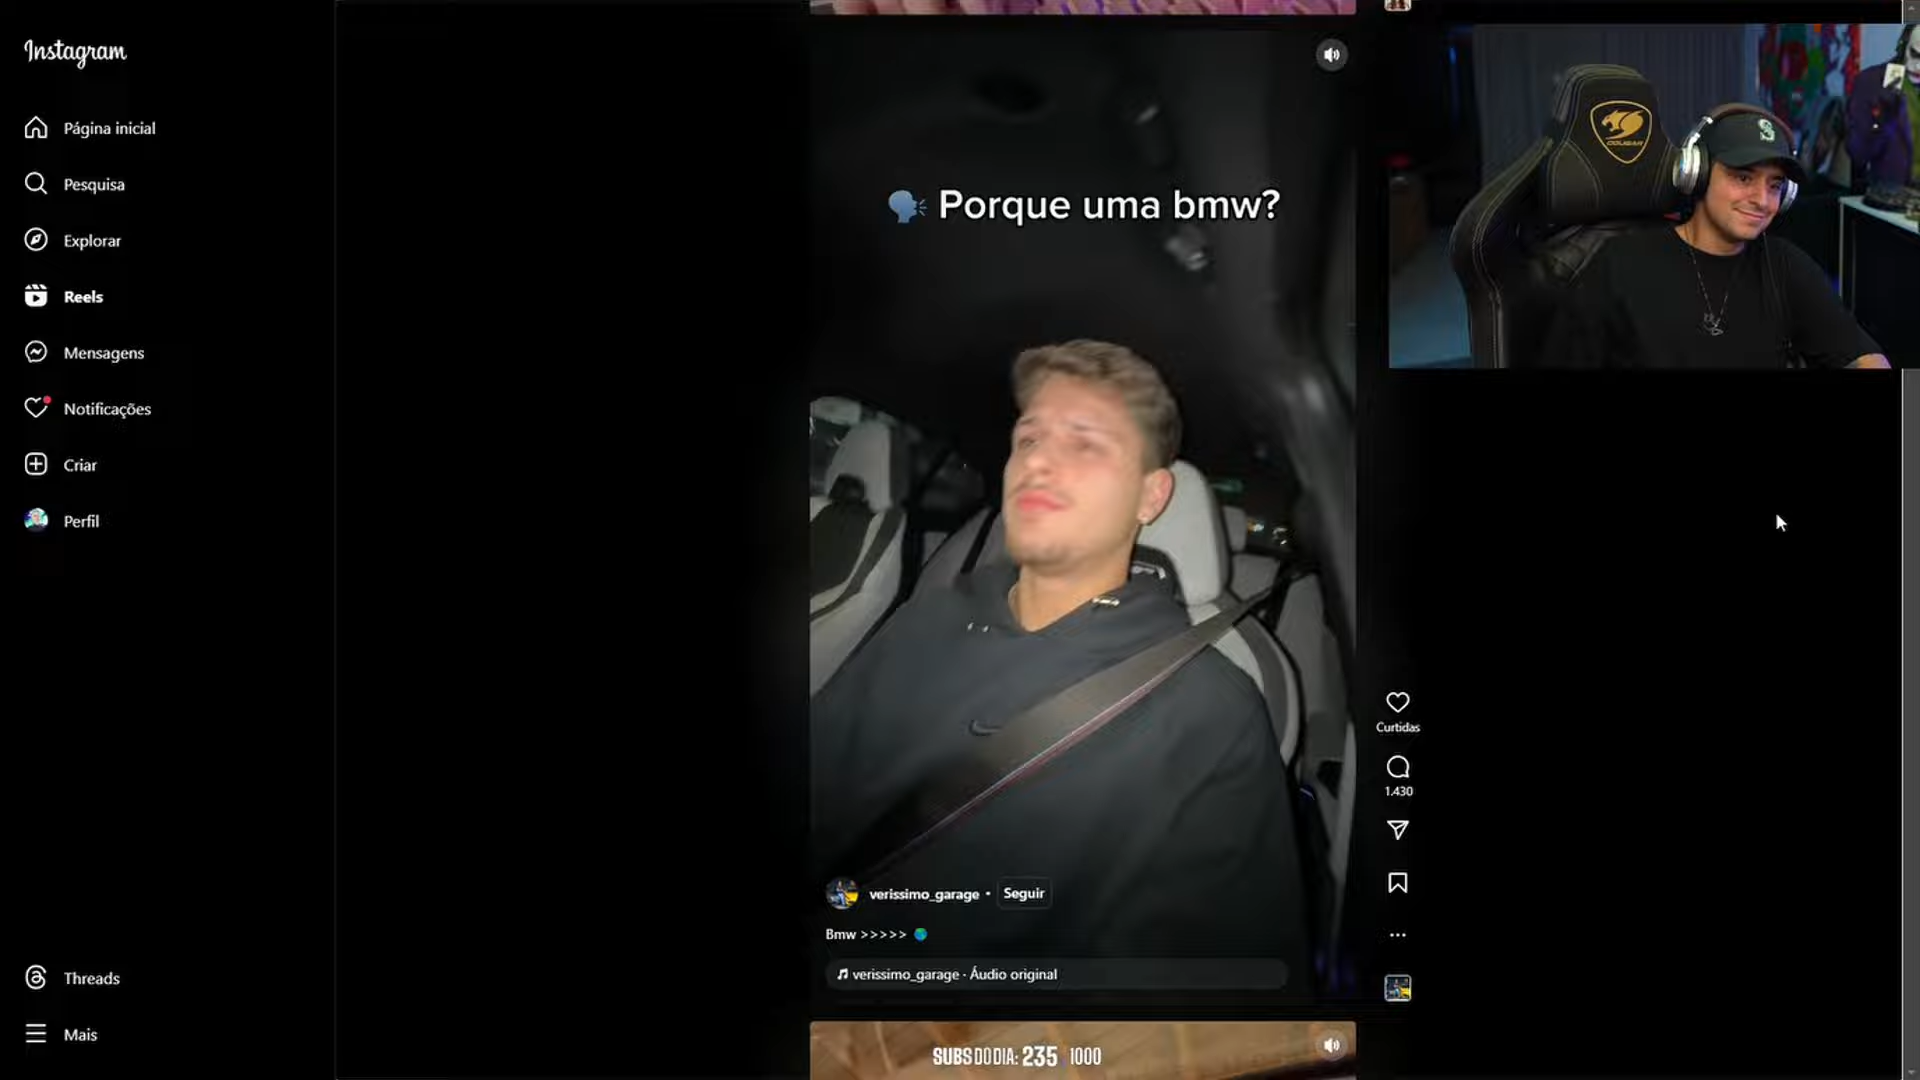 Instagram
Página inicial
Pesquisa
Explorar
Reels
Mensagens
Notificações
Criar
Perfil
Threads
Mais
Porque uma bmw?
COUGAR
Curtidas
1.430
verissimo_garage • Seguir
Bmw >>>>>
verissimo_garage · Áudio original
SUBS DO DIA: 235 1000